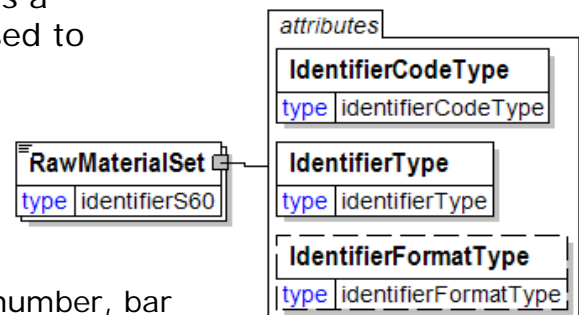 s a
sed to
attributes
IdentifierCodeType
type identifierCodeType
RawMaterialSet
type identifierS60
IdentifierType
type identifierType
IdentifierFormatType
type identifierFormatType
number, bar